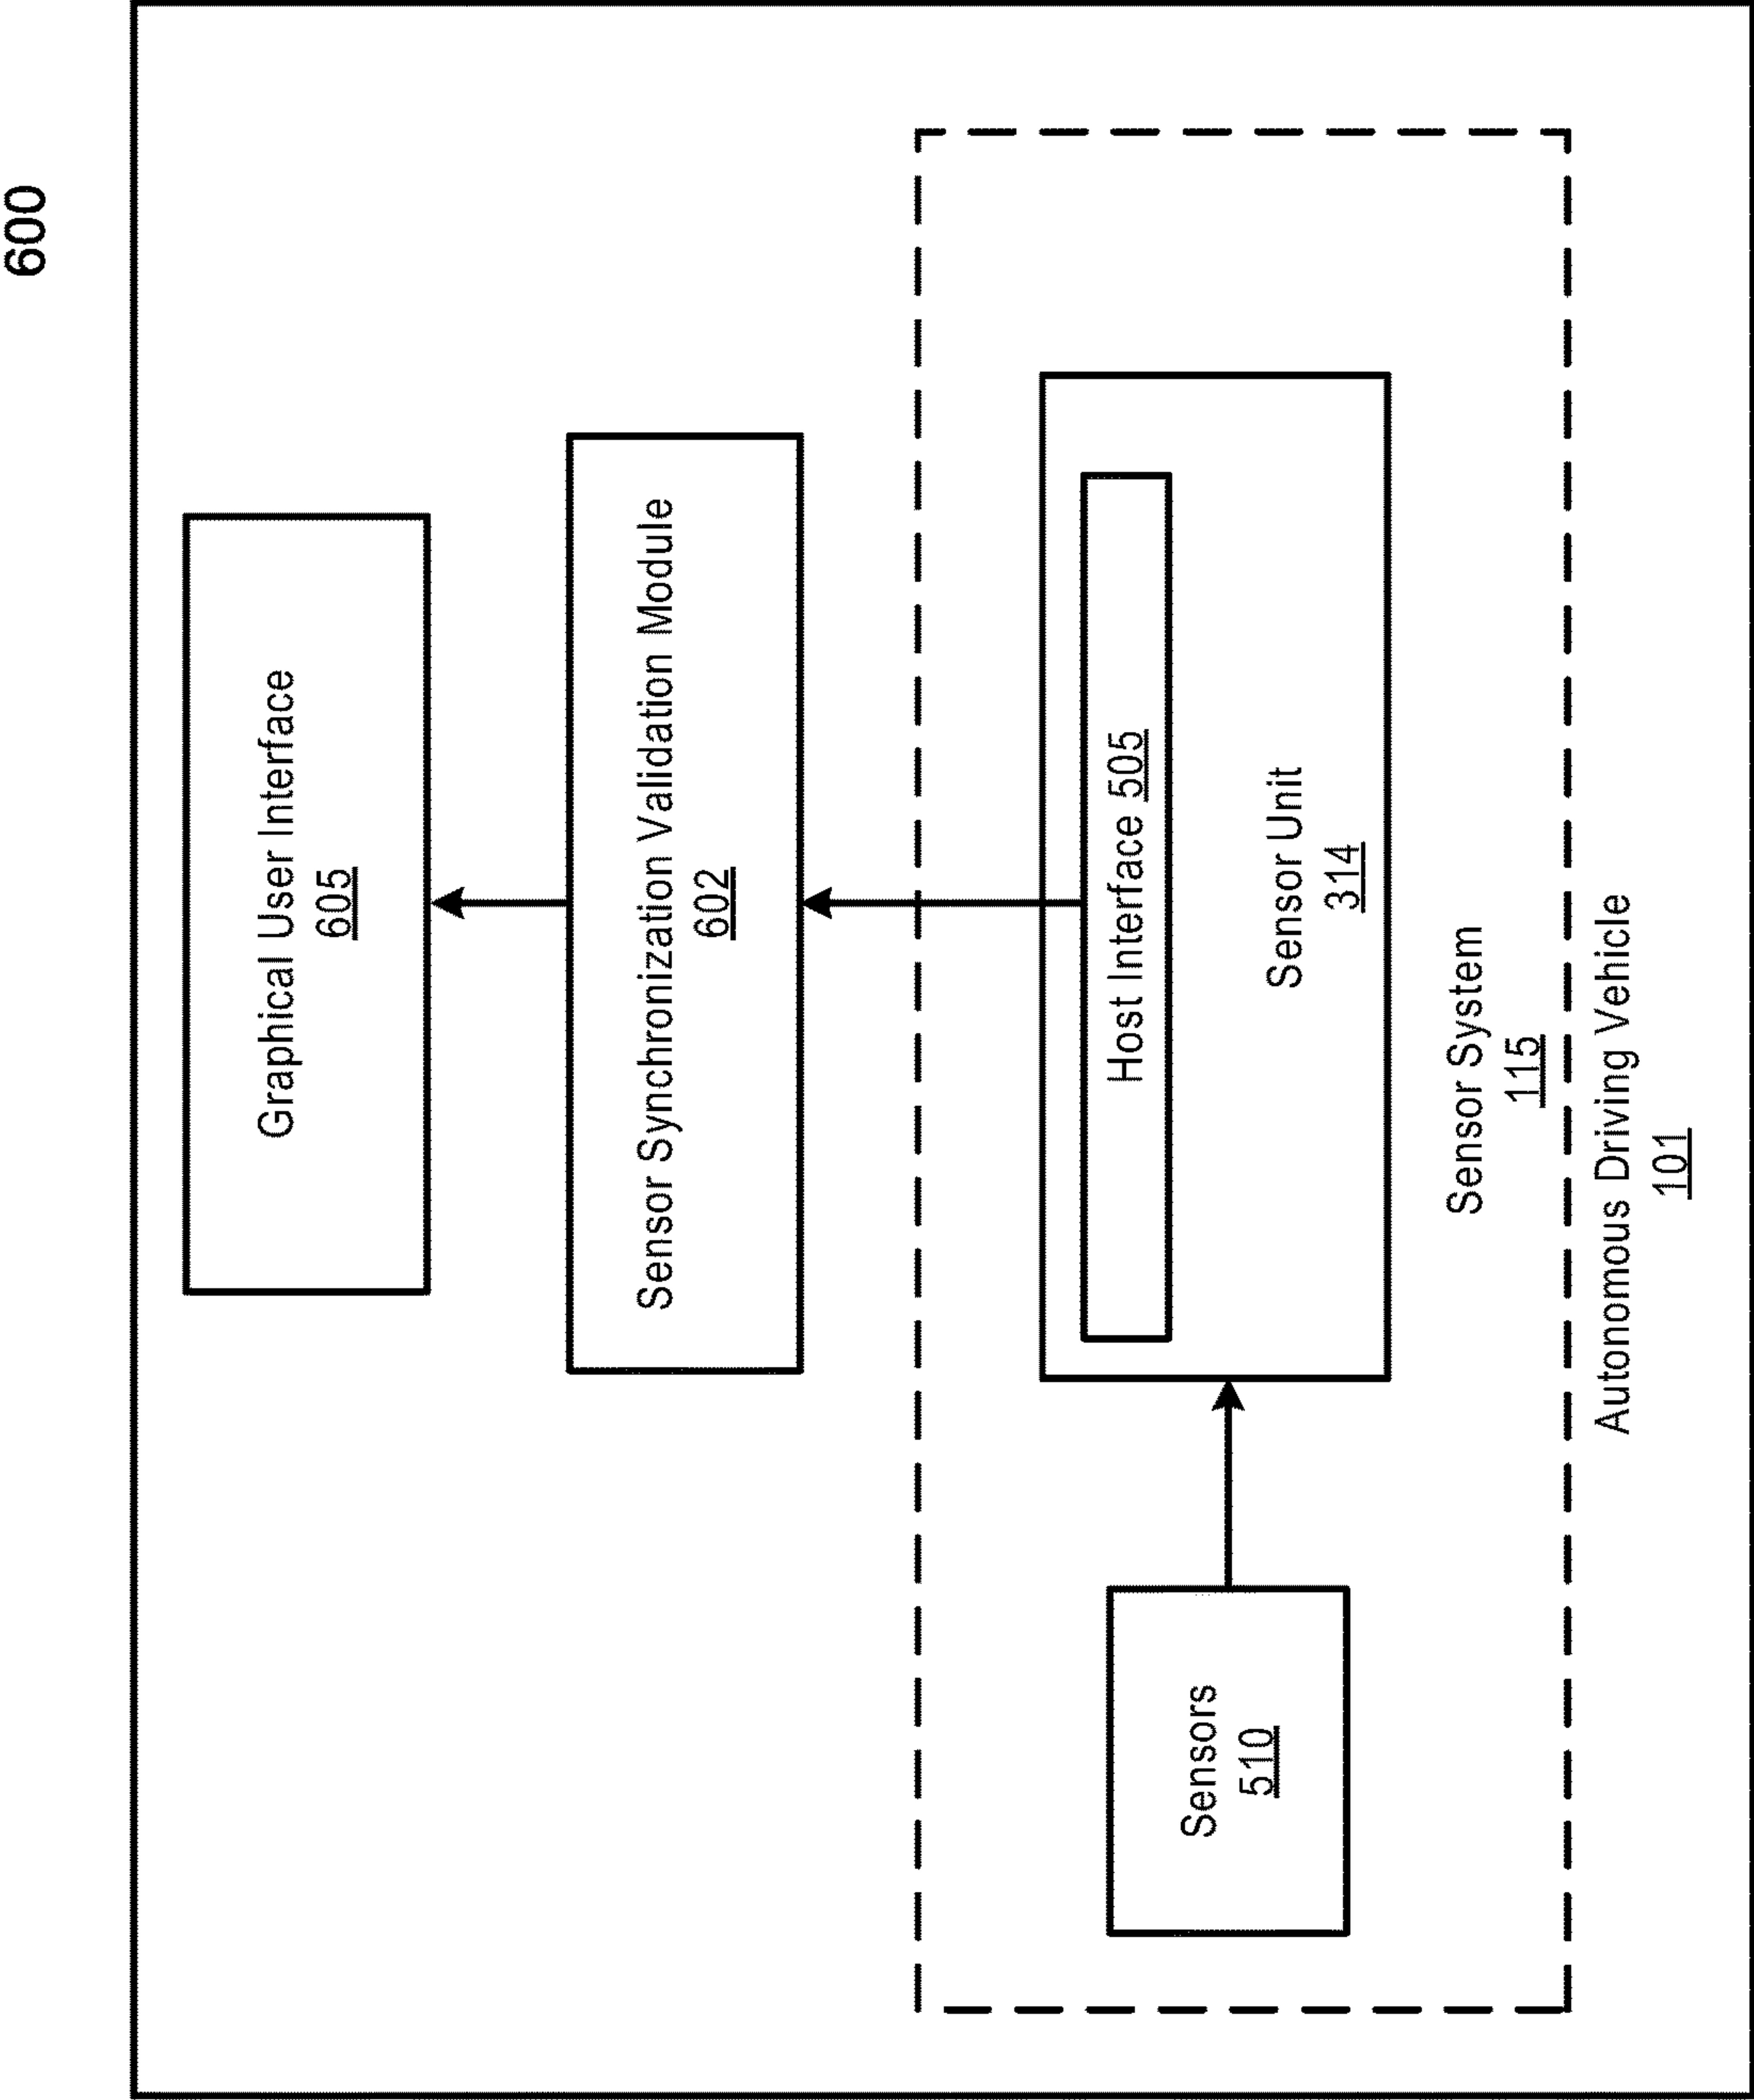 600
Graphical User Interface
605
Sensor Synchronization Validation Module
602
Host Interface 505
Sensor Unit
314
Sensors
510
Sensor System
115
Autonomous Driving Vehicle
101